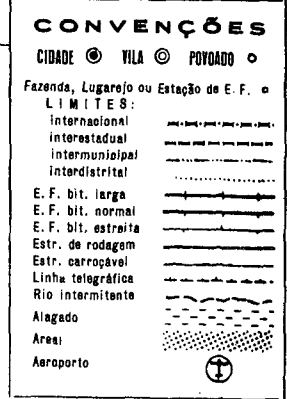 CONVENÇÕES
CIDADE VILA POVOADO
Fazenda, Lugarejo ou Estação de E. F.
LIMITES:
internacional
interestadual
intermunicipal
interdistrital
E. F. bit. larga
E. F. bit. normal
E. F. bit. estreita
Estr. de rodagem
Estr. carroçável
Linha telegráfica
Rio intermitente
Alagado
Areal
Aeroporto